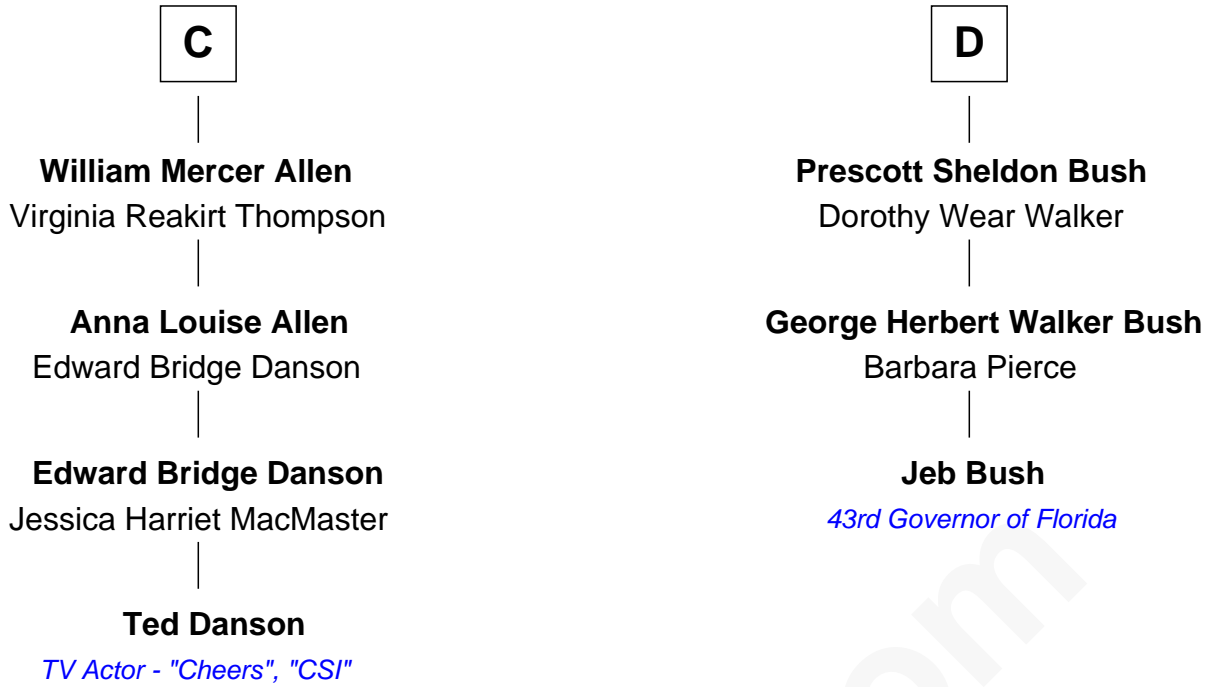 C
William Mercer Allen
Virginia Reakirt Thompson
Anna Louise Allen
Edward Bridge Danson
Edward Bridge Danson
Jessica Harriet MacMaster
Ted Danson
TV Actor - "Cheers", "CSI"
D
Prescott Sheldon Bush
Dorothy Wear Walker
George Herbert Walker Bush
Barbara Pierce
Jeb Bush
43rd Governor of Florida
om